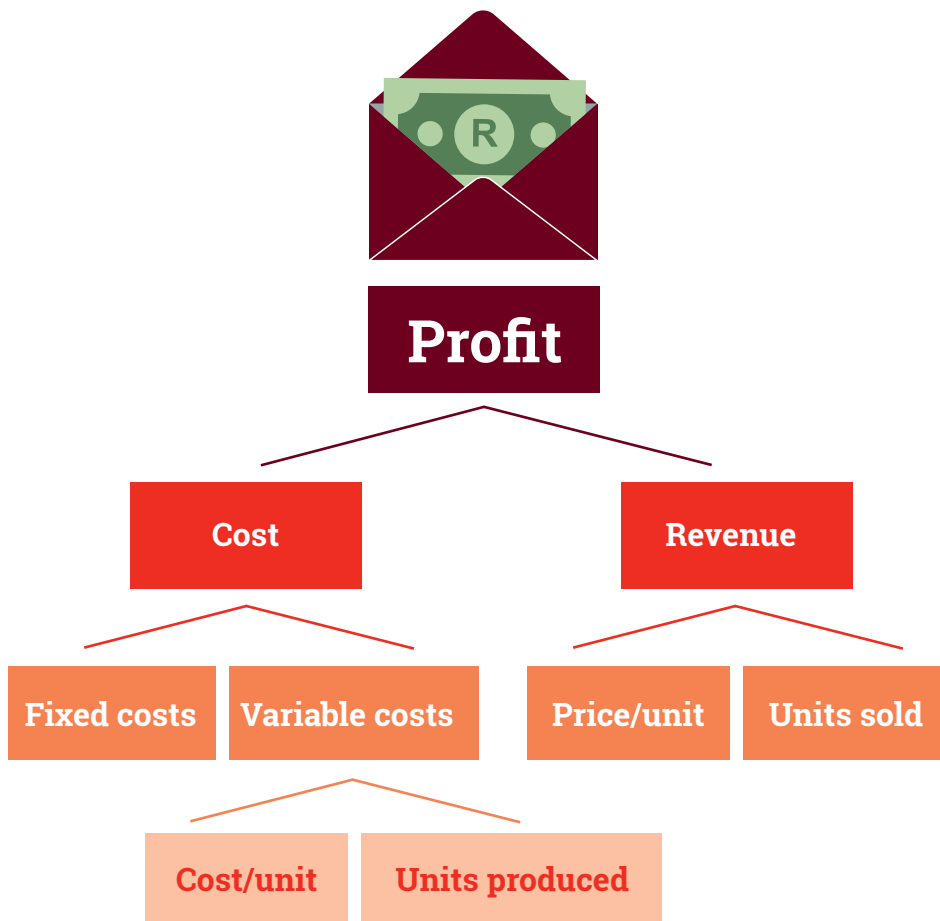 R
Profit
Cost
Revenue
Fixed costs
Variable costs
Price/unit
Units sold
Cost/unit
Units produced